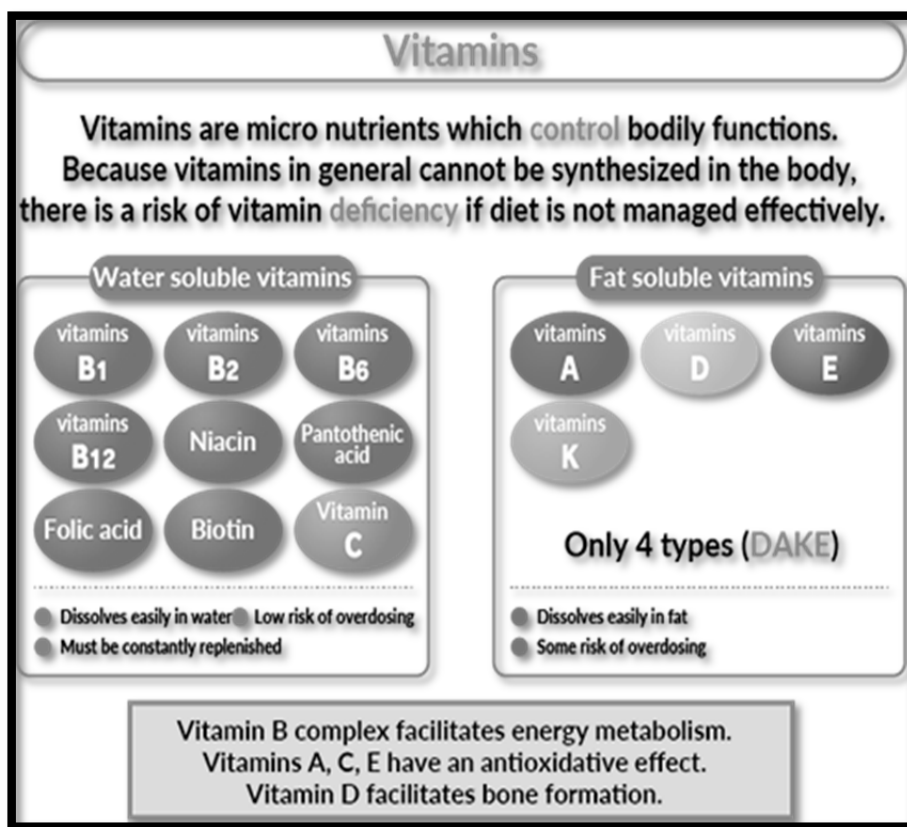 Vitamins
Vitamins are micro nutrients which control bodily functions.
Because vitamins in general cannot be synthesized in the body,
there is a risk of vitamin deficiency if diet is not managed effectively.
Water soluble vitamins
vitamins
B1
vitamins
B2
vitamins
B6
vitamins
B12
Niacin
Pantothenic
acid
Folic acid
Biotin
Vitamin
C
Dissolves easily in water
Low risk of overdosing
Must be constantly replenished
Fat soluble vitamins
vitamins
A
vitamins
D
vitamins
E
vitamins
K
Only 4 types (DAKE)
Dissolves easily in fat
Some risk of overdosing
Vitamin B complex facilitates energy metabolism.
Vitamins A, C, E have an antioxidative effect.
Vitamin D facilitates bone formation.